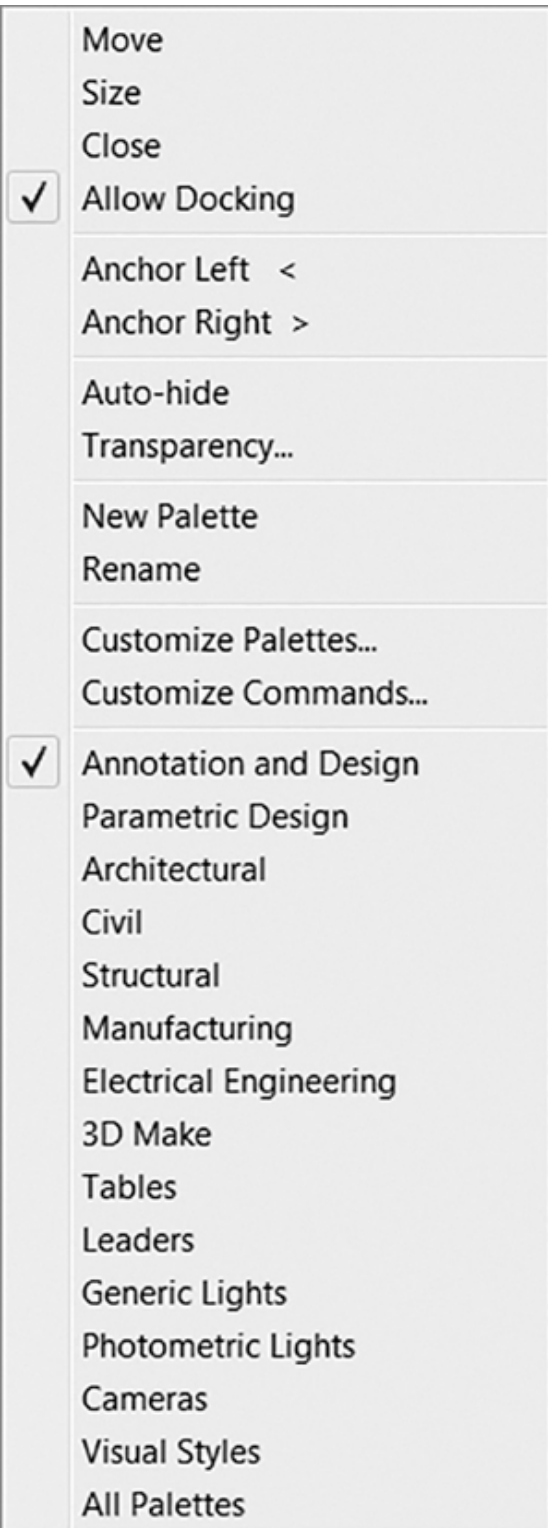 Move
Size
Close
Allow Docking
Anchor Left <
Anchor Right >
Auto-hide
Transparency...
New Palette
Rename
Customize Palettes...
Customize Commands...
Annotation and Design
Parametric Design
Architectural
Civil
Structural
Manufacturing
Electrical Engineering
3D Make
Tables
Leaders
Generic Lights
Photometric Lights
Cameras
Visual Styles
All Palettes